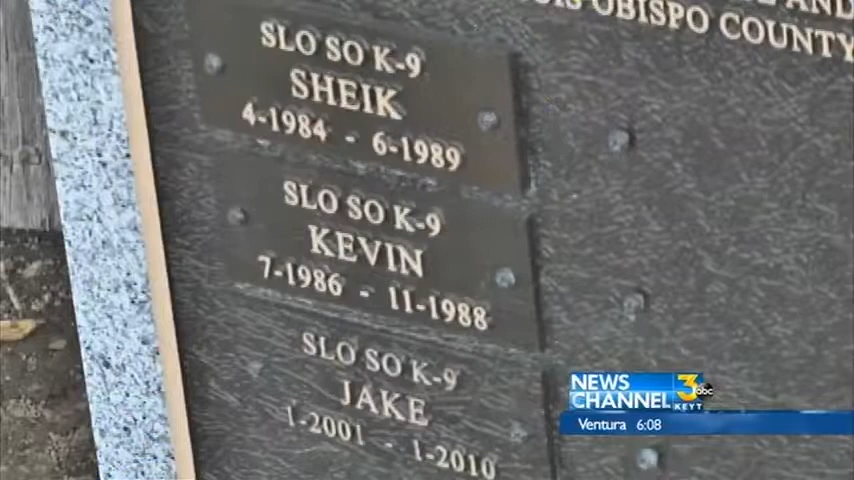 OBISPO COUNTY
SLO SO K-9
SHEIK
4-1984 - 6-1989
SLO SO K-9
KEVIN
7-1986 - 11-1988
SLO SO K-9
JAKE
1-2001 - 1-2010
NEWS
CHANNEL 3 abc
KEYT
Ventura 6:08